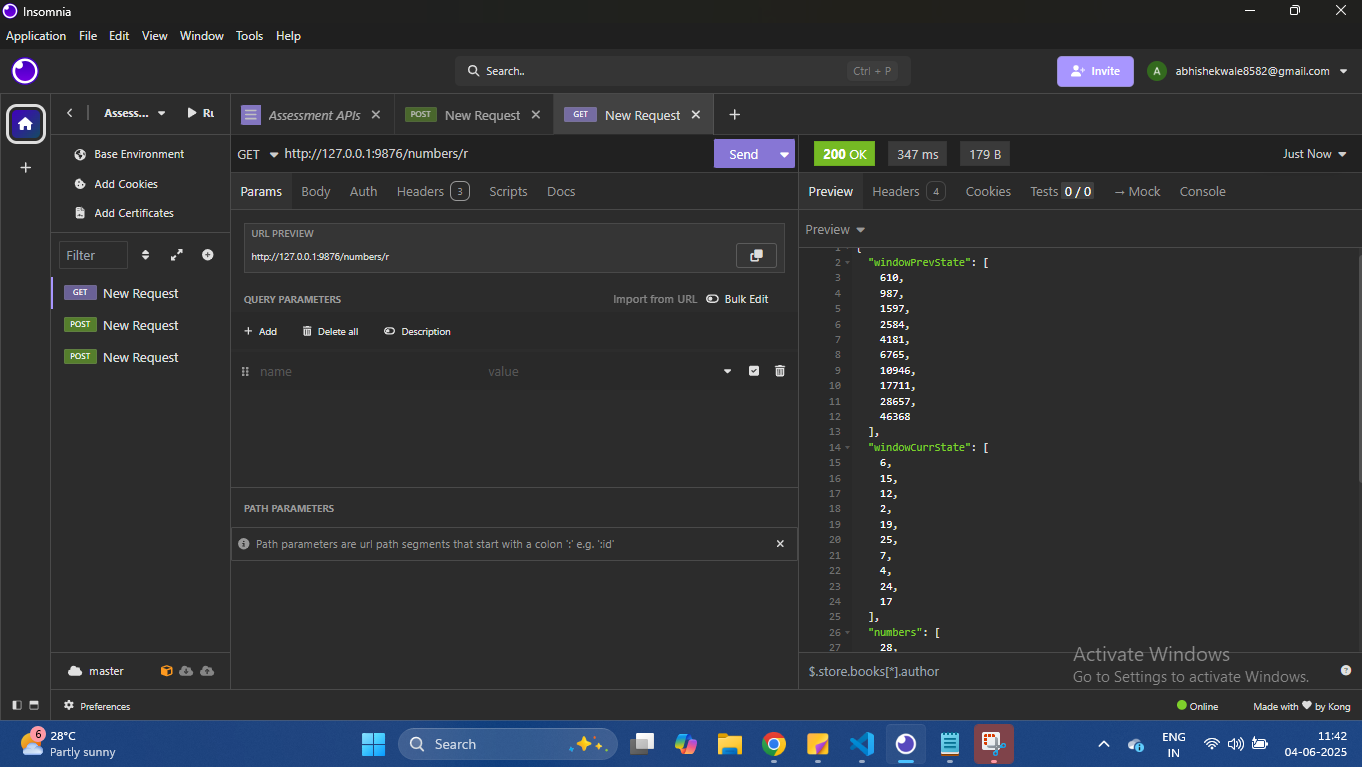 Insomnia
Application File Edit View Window Tools Help
Search.. Ctrl + P
Invite
A abhishekwale8582@gmail.com
Assess...
Ru
Assessment APIs
POST New Request
GET New Request
Base Environment
Add Cookies
Add Certificates
Filter
GET New Request
POST New Request
POST New Request
master
GET http://127.0.0.1:9876/numbers/r
Send
Params Body Auth Headers 3 Scripts Docs
URL PREVIEW
http://127.0.0.1:9876/numbers/r
QUERY PARAMETERS
Import from URL Bulk Edit
+ Add Delete all Description
name value
PATH PARAMETERS
Path parameters are url path segments that start with a colon ':' e.g. ':id'
200 OK 347 ms 179 B Just Now
Preview Headers 4 Cookies Tests 0 / 0 → Mock Console
Preview
1 {
2 "windowPrevState": [
3 610,
4 987,
5 1597,
6 2584,
7 4181,
8 6765,
9 10946,
10 17711,
11 28657,
12 46368
13 ],
14 "windowCurrState": [
15 6,
16 15,
17 12,
18 2,
19 19,
20 25,
21 7,
22 4,
23 24,
24 17
25 ],
26 "numbers": [
27 28,
$.store.books[*].author
Activate Windows
Go to Settings to activate Windows.
Preferences
Online
Made with ❤ by Kong
6
28°C
Partly sunny
Search
ENG
IN
11:42
04-06-2025